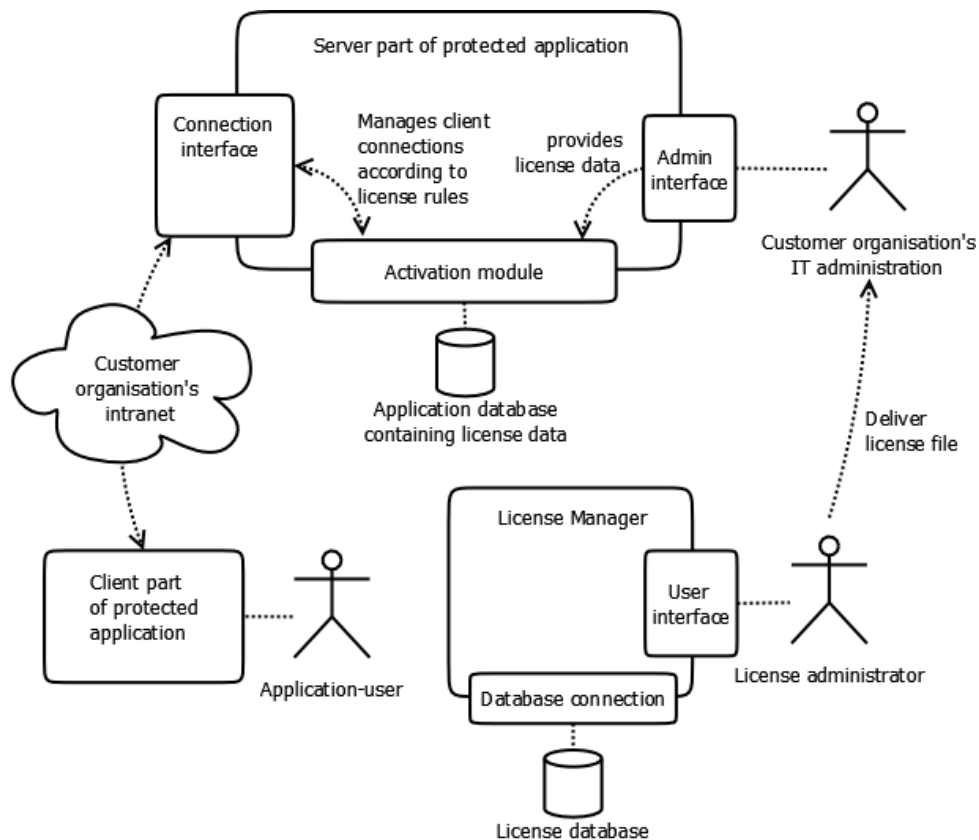 Server part of protected application
Connection
interface
Manages client
connections
according to
license rules
provides
license data
Admin
interface
Customer organisation's
IT administration
Activation module
Customer
organisation's
intranet
Application database
containing license data
Deliver
license file
License Manager
Client part
of protected
application
User
interface
Application-user
License administrator
Database connection
License database